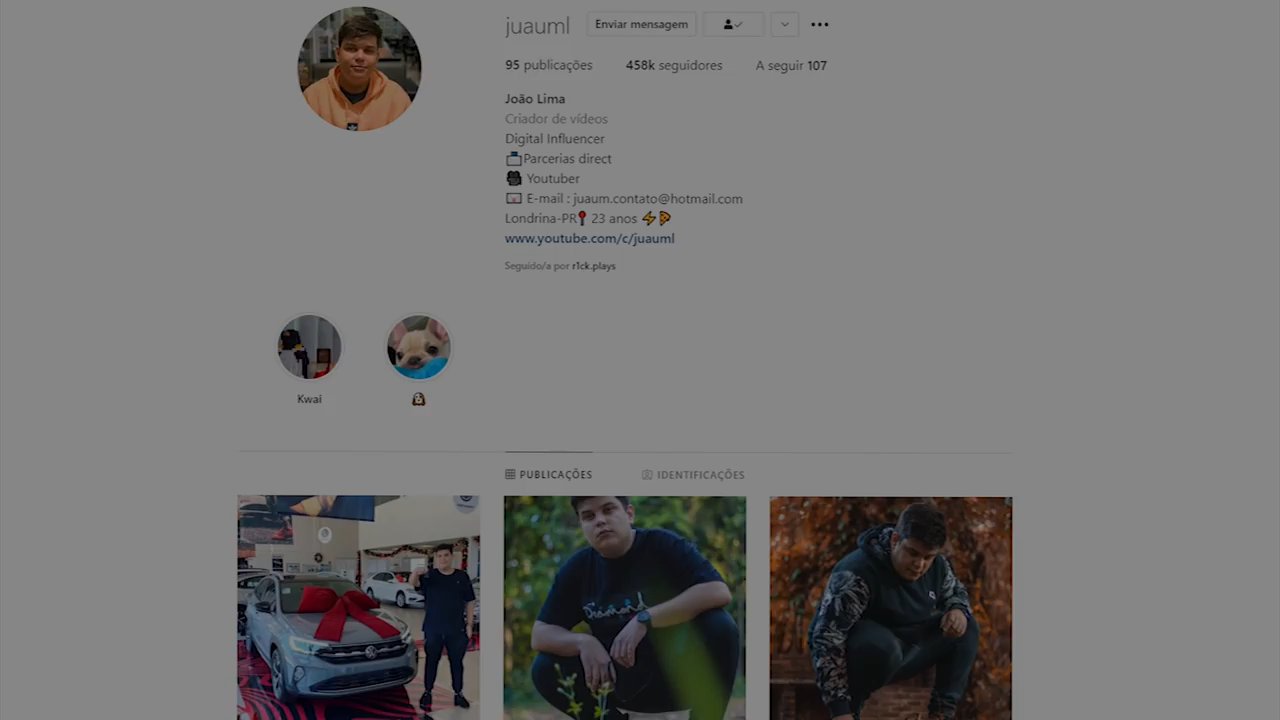 juauml Enviar mensagem
95 publicações 458k seguidores A seguir 107
João Lima
Criador de vídeos
Digital Influencer
Parcerias direct
Youtuber
E-mail : juaum.contato@hotmail.com
Londrina-PR📍 23 anos ⚡🍕
www.youtube.com/c/juauml
Seguido/a por r1ck.plays
Kwai
PUBLICAÇÕES IDENTIFICAÇÕES
Diamond